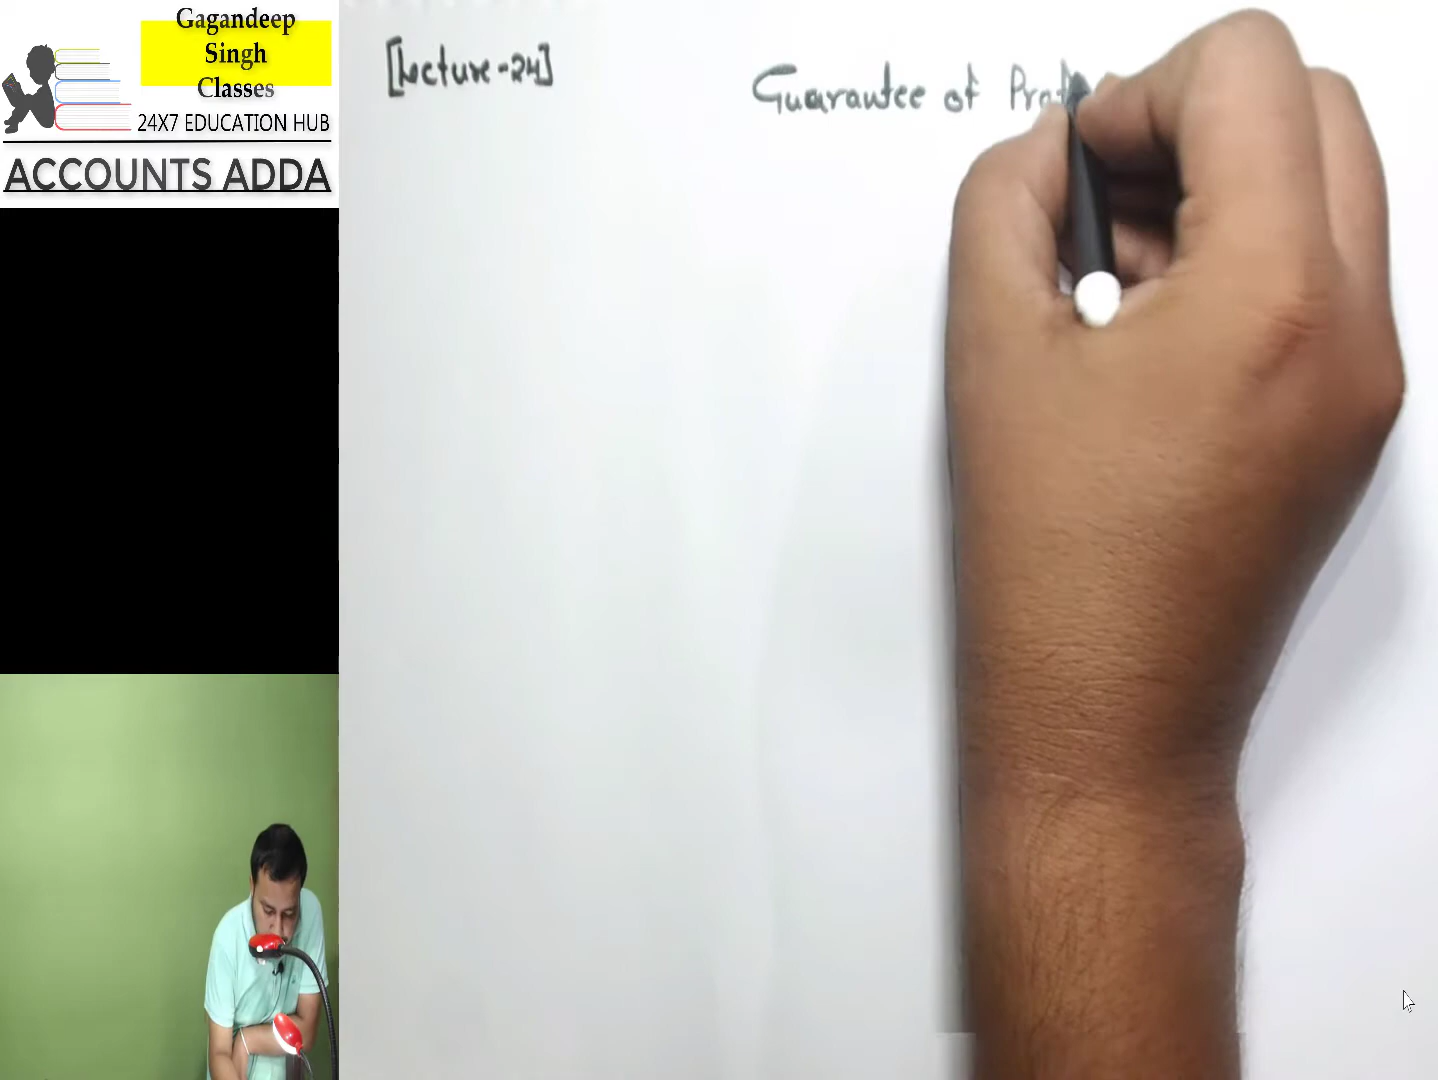 Gagandeep
Singh
Classes
24X7 EDUCATION HUB
ACCOUNTS ADDA
[Lecture-24]
Guarantee of